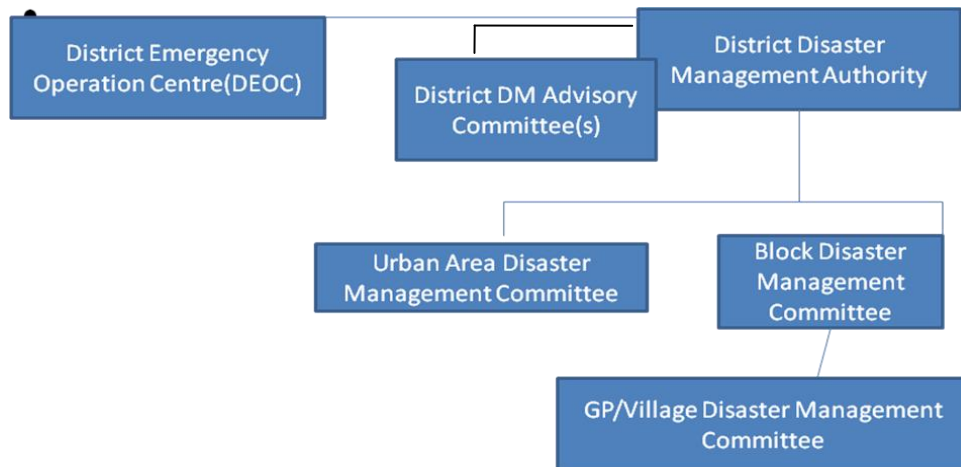 District Emergency
Operation Centre(DEOC)
District DM Advisory
Committee(s)
District Disaster
Management Authority
Urban Area Disaster
Management Committee
Block Disaster
Management
Committee
GP/Village Disaster Management
Committee